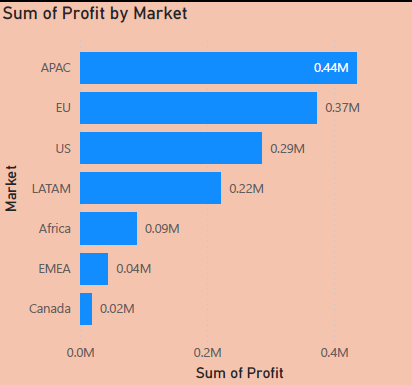 Sum of Profit by Market
Market
APAC 0.44M
EU 0.37M
US 0.29M
LATAM 0.22M
Africa 0.09M
EMEA 0.04M
Canada 0.02M
0.0M 0.2M 0.4M
Sum of Profit